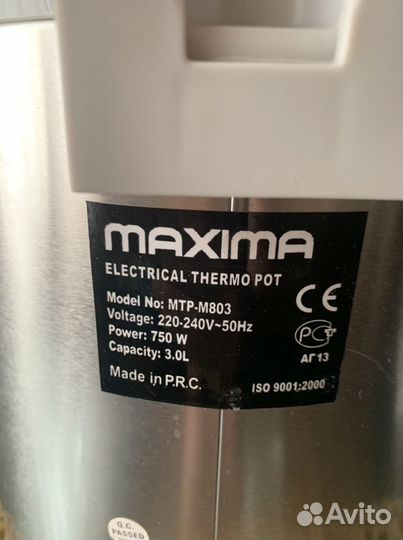 MAXIMA
ELECTRICAL THERMO POT
Model No: MTP-M803
Voltage: 220-240V~50Hz
Power: 750 W
Capacity: 3.0L
Made in P.R.C.
CE
РСТ
АГ13
ISO 9001:2000
Q.C.
PASSED
Avito